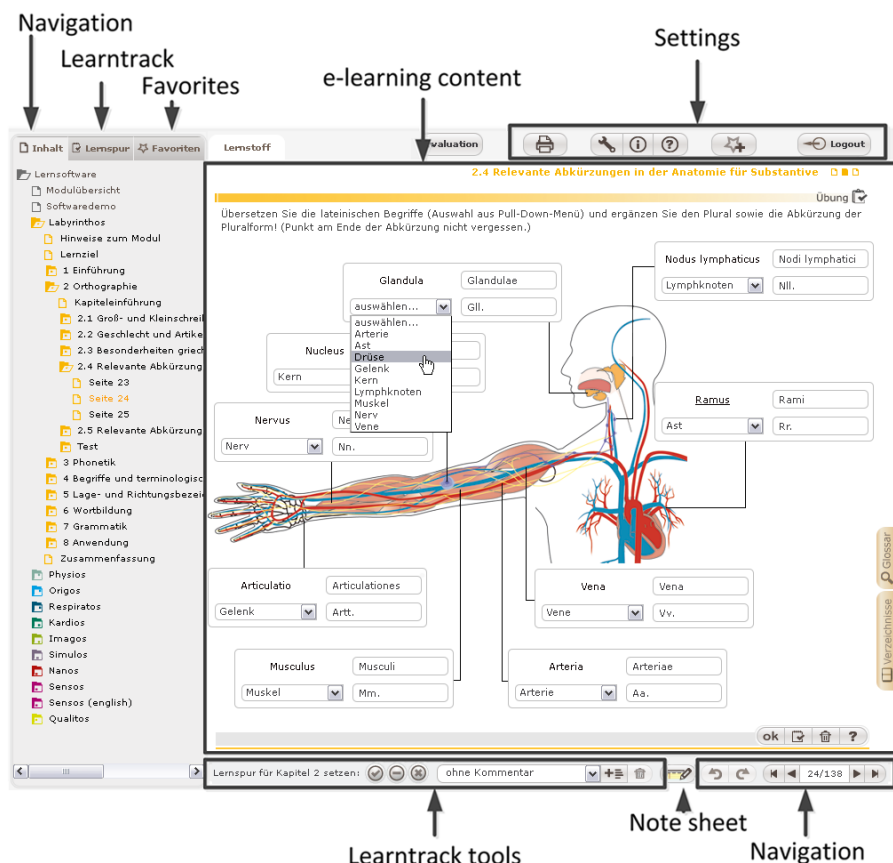 Navigation
Learntrack
Favorites
e-learning content
Settings
Inhalt Lernspur Favoriten Lernstoff valuation Logout
2.4 Relevante Abkürzungen in der Anatomie für Substantive
Übung
Übersetzen Sie die lateinischen Begriffe (Auswahl aus Pull-Down-Menü) und ergänzen Sie den Plural sowie die Abkürzung der
Pluralform! (Punkt am Ende der Abkürzung nicht vergessen.)
Lernsoftware
Modulübersicht
Softwaredemo
Labyrinthos
Hinweise zum Modul
Lernziel
1 Einführung
2 Orthographie
Kapiteleinführung
2.1 Groß- und Kleinschreil
2.2 Geschlecht und Artike
2.3 Besonderheiten griech
2.4 Relevante Abkürzung
Seite 23
Seite 24
Seite 25
2.5 Relevante Abkürzung
Test
3 Phonetik
4 Begriffe und terminologisc
5 Lage- und Richtungsbezei
6 Wortbildung
7 Grammatik
8 Anwendung
Zusammenfassung
Physios
Origos
Respiratos
Kardios
Imagos
Simulos
Nanos
Sensos
Sensos (english)
Qualitos
Glandula Glandulae
auswählen... Gll.
auswählen...
Arterie
Ast
Drüse
Gelenk
Kern
Lymphknoten
Muskel
Nerv
Vene
Nodus lymphaticus Nodi lymphatici
Lymphknoten Nll.
Nucleus
Kern
Ramus Rami
Ast Rr.
Nervus Ne
Nerv Nn.
Articulatio Articulationes
Gelenk Artt.
Vena Vena
Vene Vv.
Musculus Musculi
Muskel Mm.
Arteria Arteriae
Arterie Aa.
Glossar
Verzeichnisse
ok ?
Lernspur für Kapitel 2 setzen: ohne Kommentar 24/138
Learntrack tools
Note sheet
Navigation